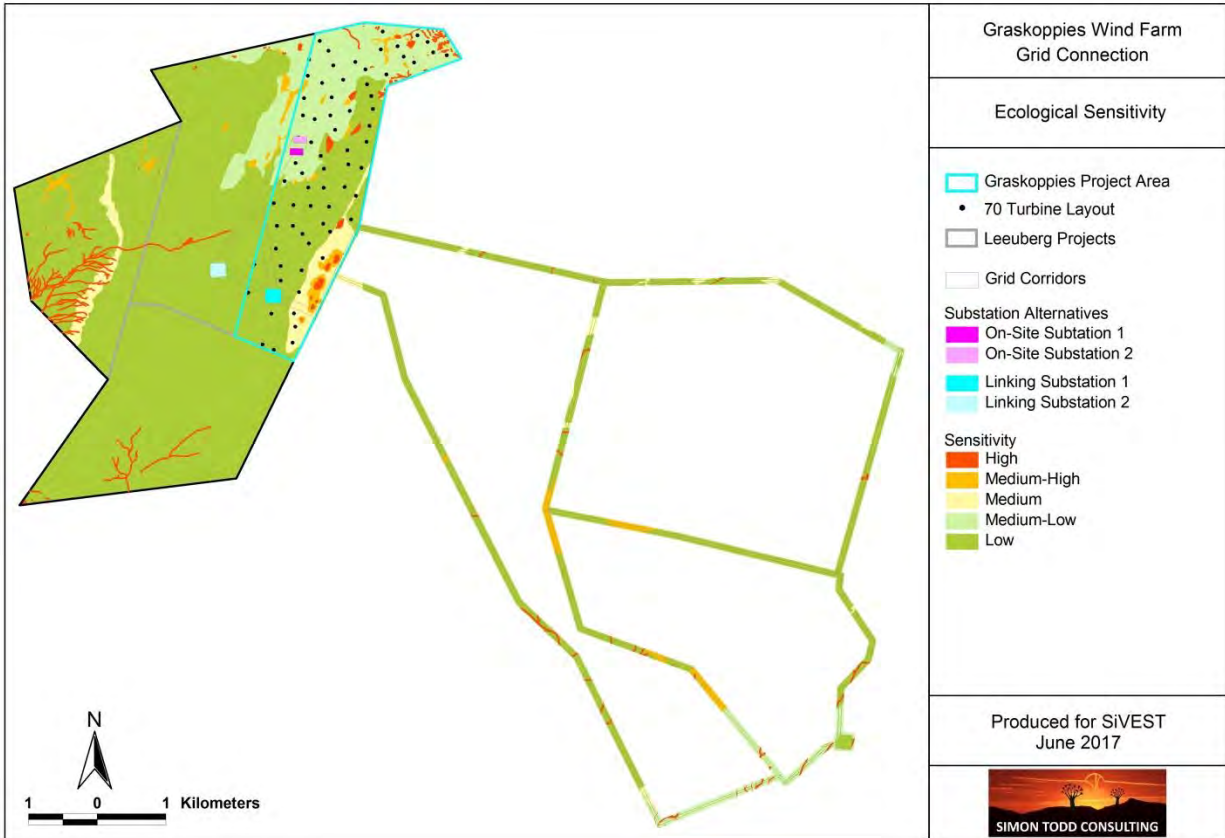 Graskoppies Wind Farm
Grid Connection
Ecological Sensitivity
Graskoppies Project Area
70 Turbine Layout
Leeuberg Projects
Grid Corridors
Substation Alternatives
On-Site Subtation 1
On-Site Substation 2
Linking Substation 1
Linking Substation 2
Sensitivity
High
Medium-High
Medium
Medium-Low
Low
N
1 0 1 Kilometers
Produced for SiVEST
June 2017
SIMON TODD CONSULTING